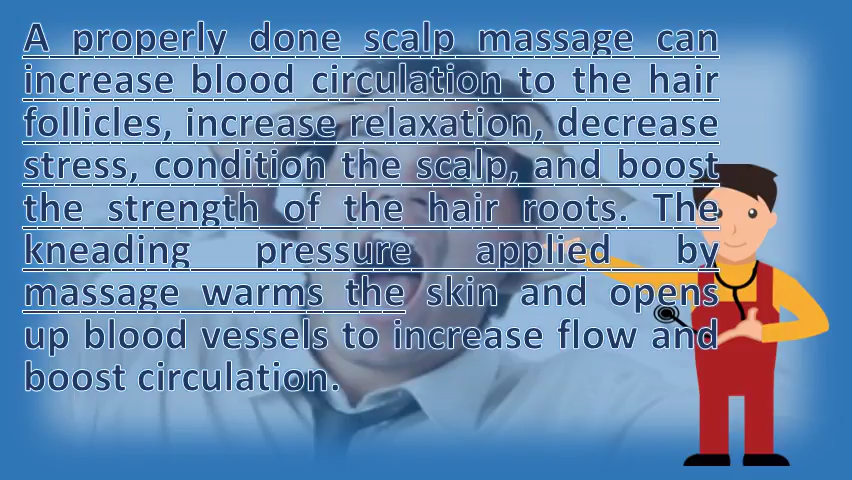 A properly done scalp massage can
increase blood circulation to the hair
follicles, increase relaxation, decrease
stress, condition the scalp, and boost
the strength of the hair roots. The
kneading pressure applied by
massage warms the skin and opens
up blood vessels to increase flow and
boost circulation.